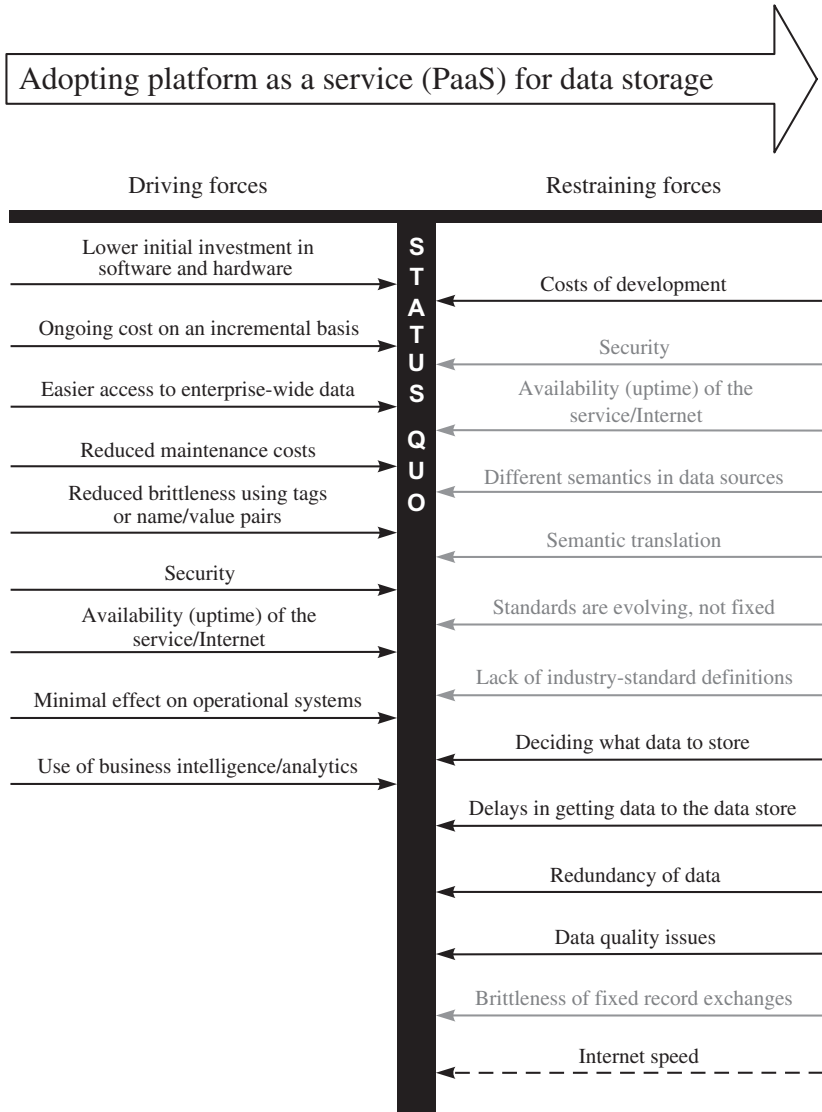 Adopting platform as a service (PaaS) for data storage
Driving forces
Restraining forces
STATUS QUO
Lower initial investment in
software and hardware
Ongoing cost on an incremental basis
Easier access to enterprise-wide data
Reduced maintenance costs
Reduced brittleness using tags
or name/value pairs
Security
Availability (uptime) of the
service/Internet
Minimal effect on operational systems
Use of business intelligence/analytics
Costs of development
Security
Availability (uptime) of the
service/Internet
Different semantics in data sources
Semantic translation
Standards are evolving, not fixed
Lack of industry-standard definitions
Deciding what data to store
Delays in getting data to the data store
Redundancy of data
Data quality issues
Brittleness of fixed record exchanges
Internet speed